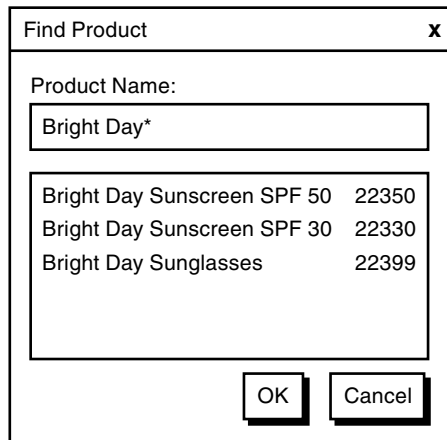 Find Product x
Product Name:
Bright Day*
Bright Day Sunscreen SPF 50 22350
Bright Day Sunscreen SPF 30 22330
Bright Day Sunglasses 22399
OK Cancel